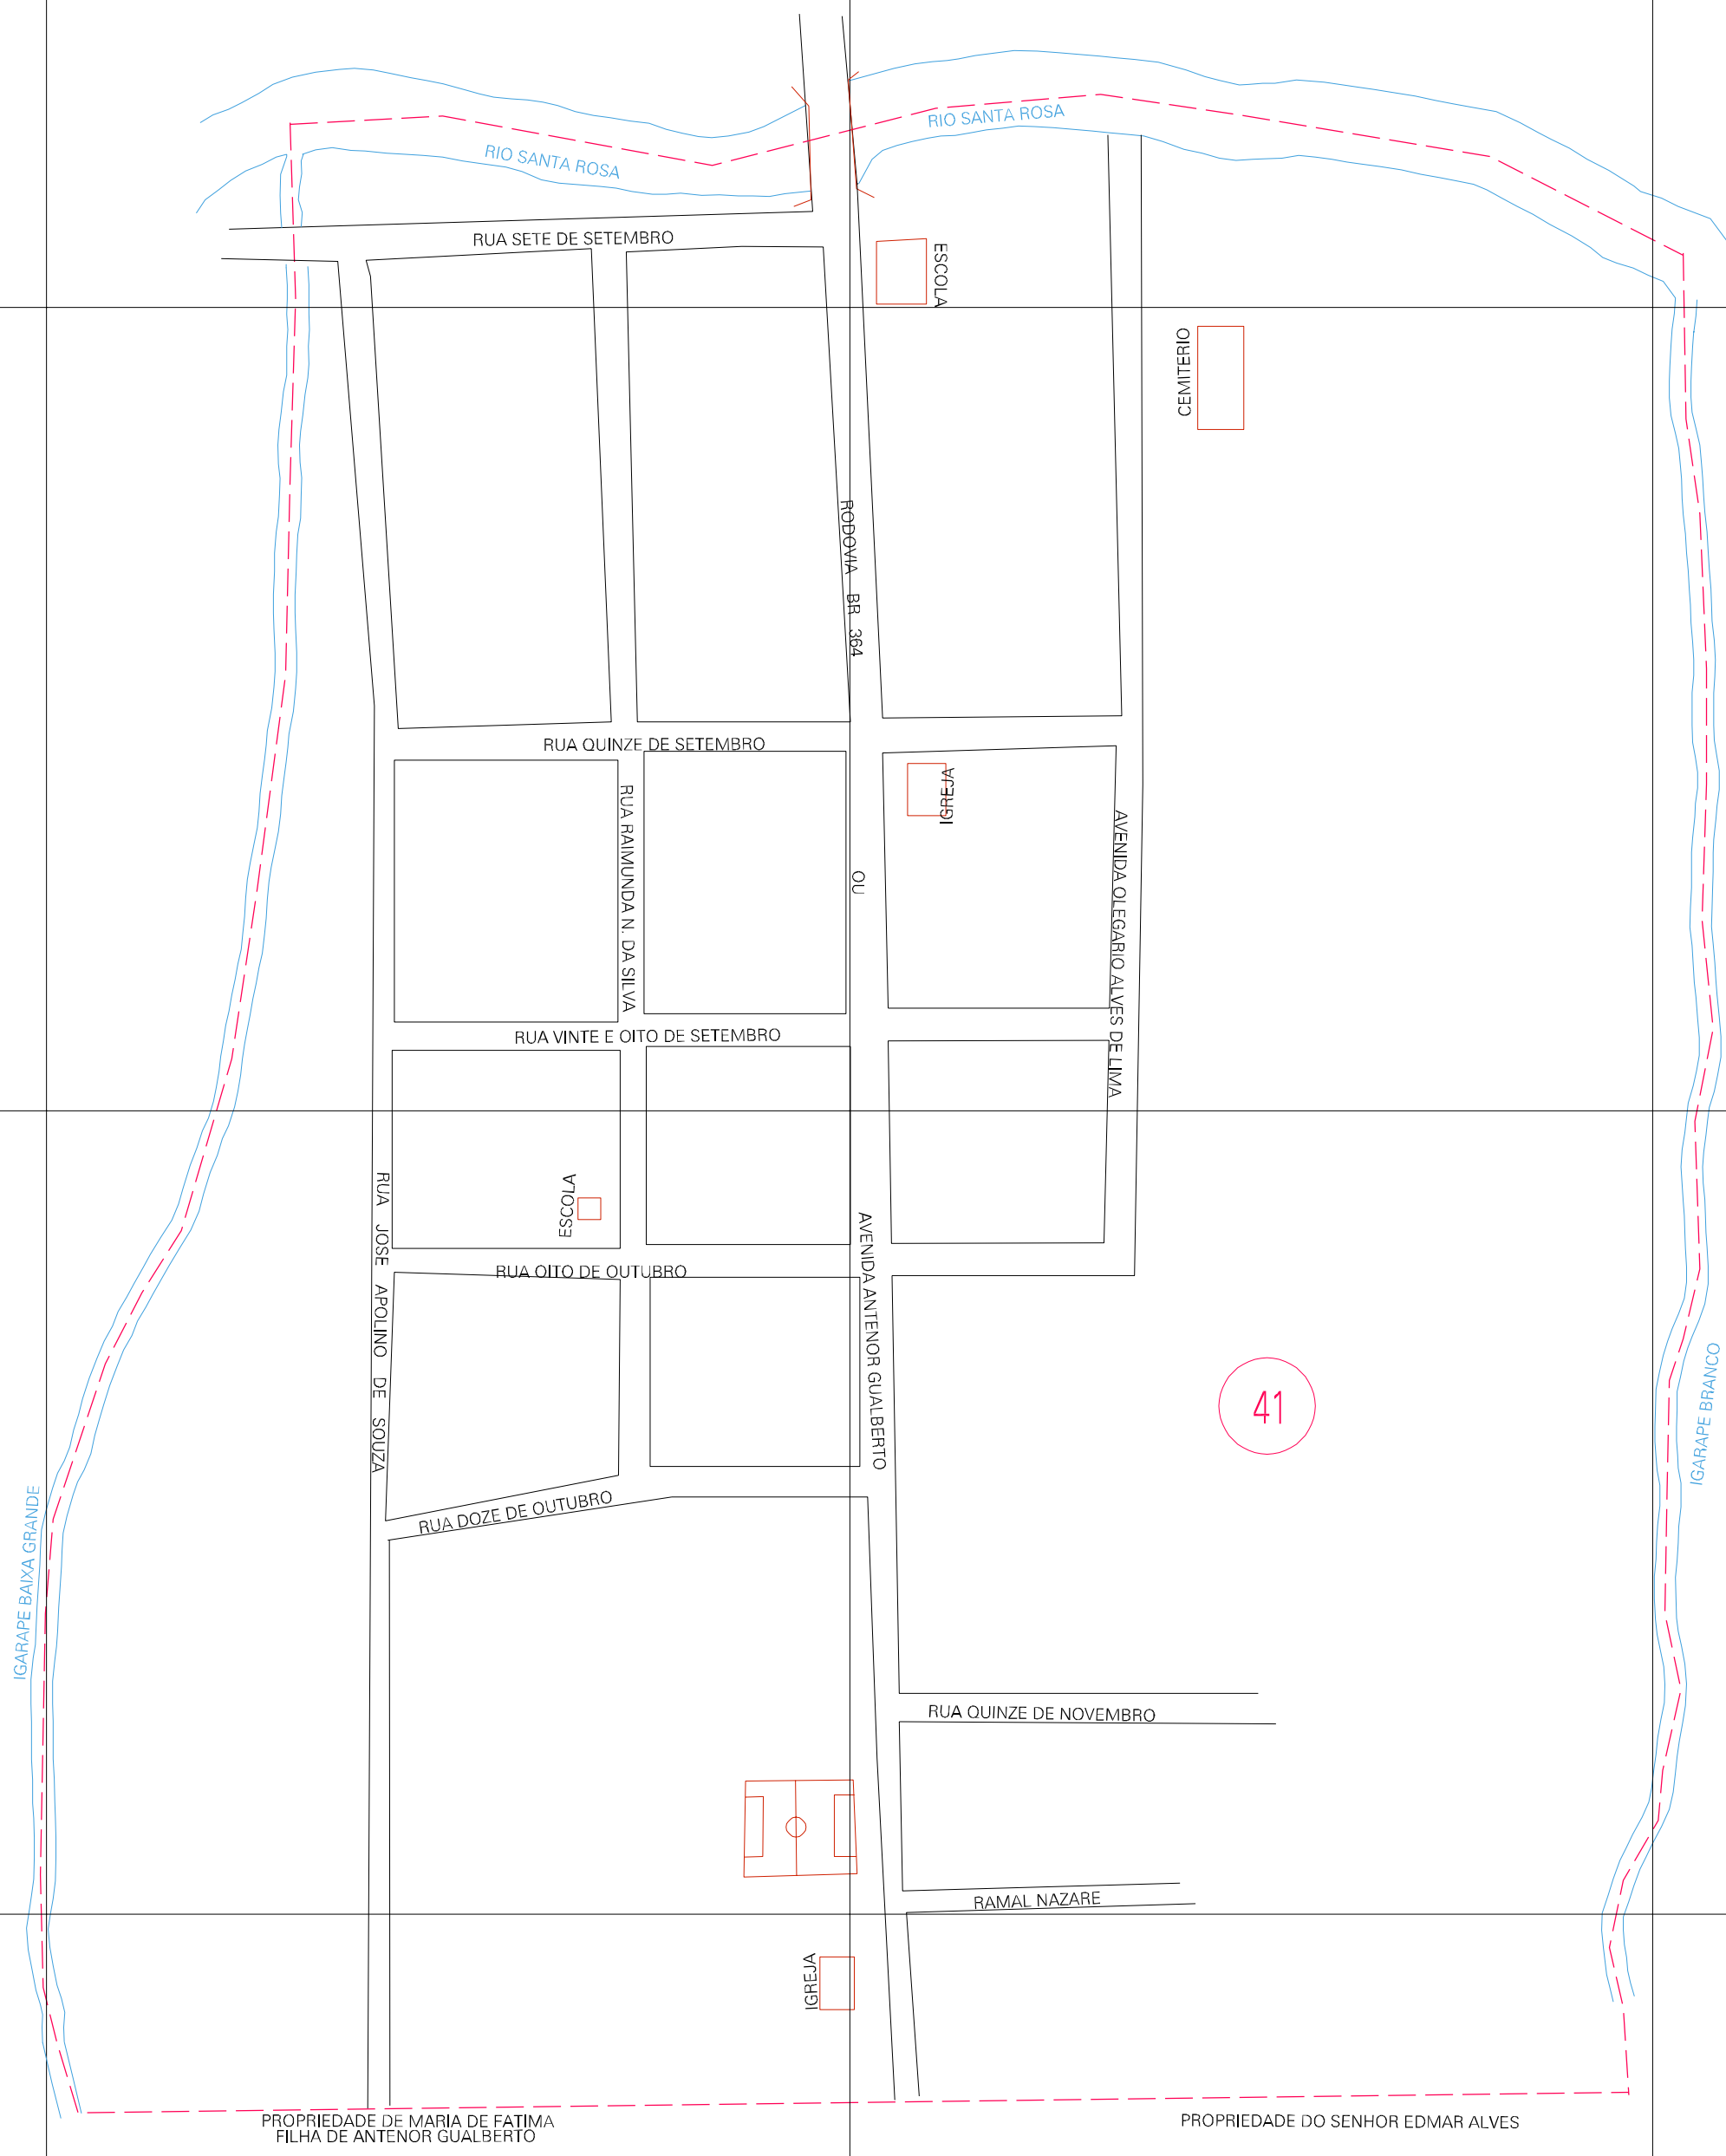 RIO SANTA ROSA
RIO SANTA ROSA
RUA SETE DE SETEMBRO
ESCOLA
CEMITERIO
RODOVIA BR 364
RUA QUINZE DE SETEMBRO
IGREJA
RUA RAIMUNDA N. DA SILVA
OU
AVENIDA OLEGARIO ALVES DE LIMA
RUA VINTE E OITO DE SETEMBRO
ESCOLA
RUA JOSE APOLINO DE SOUZA
AVENIDA ANTENOR GUALBERTO
RUA OITO DE OUTUBRO
41
IGARAPE BRANCO
IGARAPE BAIXA GRANDE
RUA DOZE DE OUTUBRO
RUA QUINZE DE NOVEMBRO
RAMAL NAZARE
IGREJA
PROPRIEDADE DE MARIA DE FATIMA
FILHA DE ANTENOR GUALBERTO
PROPRIEDADE DO SENHOR EDMAR ALVES